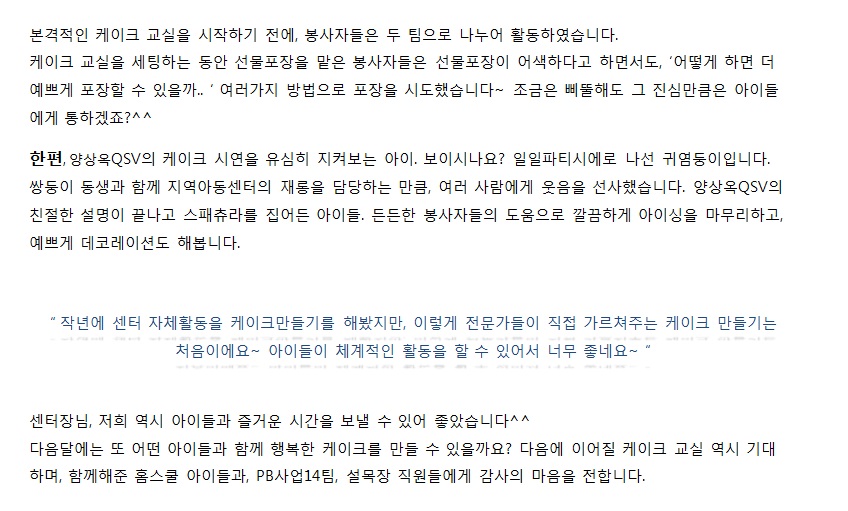 본격적인 케이크 교실을 시작하기 전에, 봉사자들은 두 팀으로 나누어 활동하였습니다.
케이크 교실을 세팅하는 동안 선물포장을 맡은 봉사자들은 선물포장이 어색하다고 하면서도, ‘어떻게 하면 더
예쁘게 포장할 수 있을까.. ’ 여러가지 방법으로 포장을 시도했습니다~ 조금은 삐뚤해도 그 진심만큼은 아이들
에게 통하겠죠?^^
한편, 양상옥QSV의 케이크 시연을 유심히 지켜보는 아이. 보이시나요? 일일파티시에로 나선 귀염둥이입니다.
쌍둥이 동생과 함께 지역아동센터의 재롱을 담당하는 만큼, 여러 사람에게 웃음을 선사했습니다. 양상옥QSV의
친절한 설명이 끝나고 스패츄라를 집어든 아이들. 든든한 봉사자들의 도움으로 깔끔하게 아이싱을 마무리하고,
예쁘게 데코레이션도 해봅니다.
“ 작년에 센터 자체활동을 케이크만들기를 해봤지만, 이렇게 전문가들이 직접 가르쳐주는 케이크 만들기는
처음이에요~ 아이들이 체계적인 활동을 할 수 있어서 너무 좋네요~ “
센터장님, 저희 역시 아이들과 즐거운 시간을 보낼 수 있어 좋았습니다^^
다음달에는 또 어떤 아이들과 함께 행복한 케이크를 만들 수 있을까요? 다음에 이어질 케이크 교실 역시 기대
하며, 함께해준 홈스쿨 아이들과, PB사업14팀, 설목장 직원들에게 감사의 마음을 전합니다.